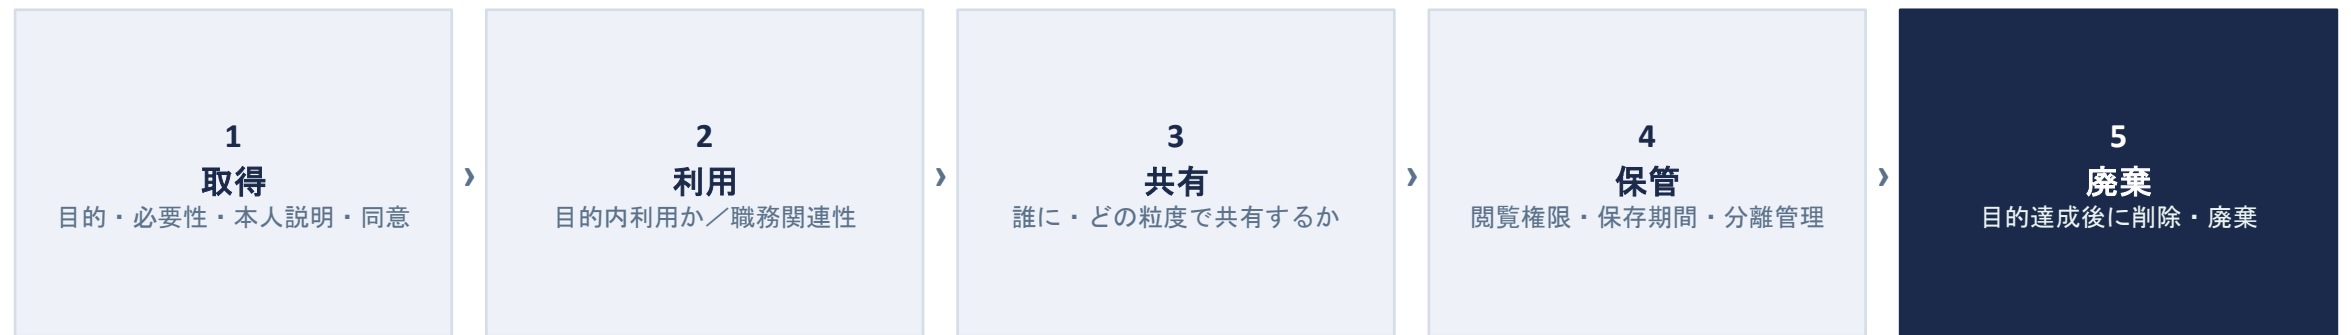 1
取得
目的・必要性・本人説明・同意
›
2
利用
目的内利用か／職務関連性
›
3
共有
誰に・どの粒度で共有するか
›
4
保管
閲覧権限・保存期間・分離管理
›
5
廃棄
目的達成後に削除・廃棄